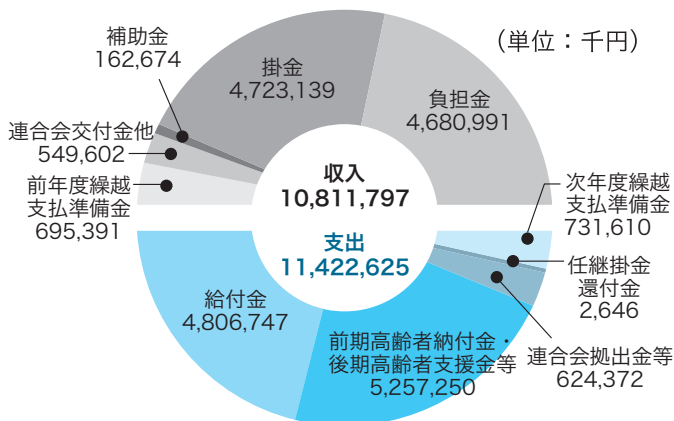 (単位：千円)
補助金
162,674
掛金
4,723,139
負担金
4,680,991
連合会交付金他
549,602
前年度繰越
支払準備金
695,391
収入
10,811,797
支出
11,422,625
次年度繰越
支払準備金
731,610
任継掛金
還付金
2,646
連合会拠出金等
624,372
給付金
4,806,747
前期高齢者納付金・
後期高齢者支援金等
5,257,250